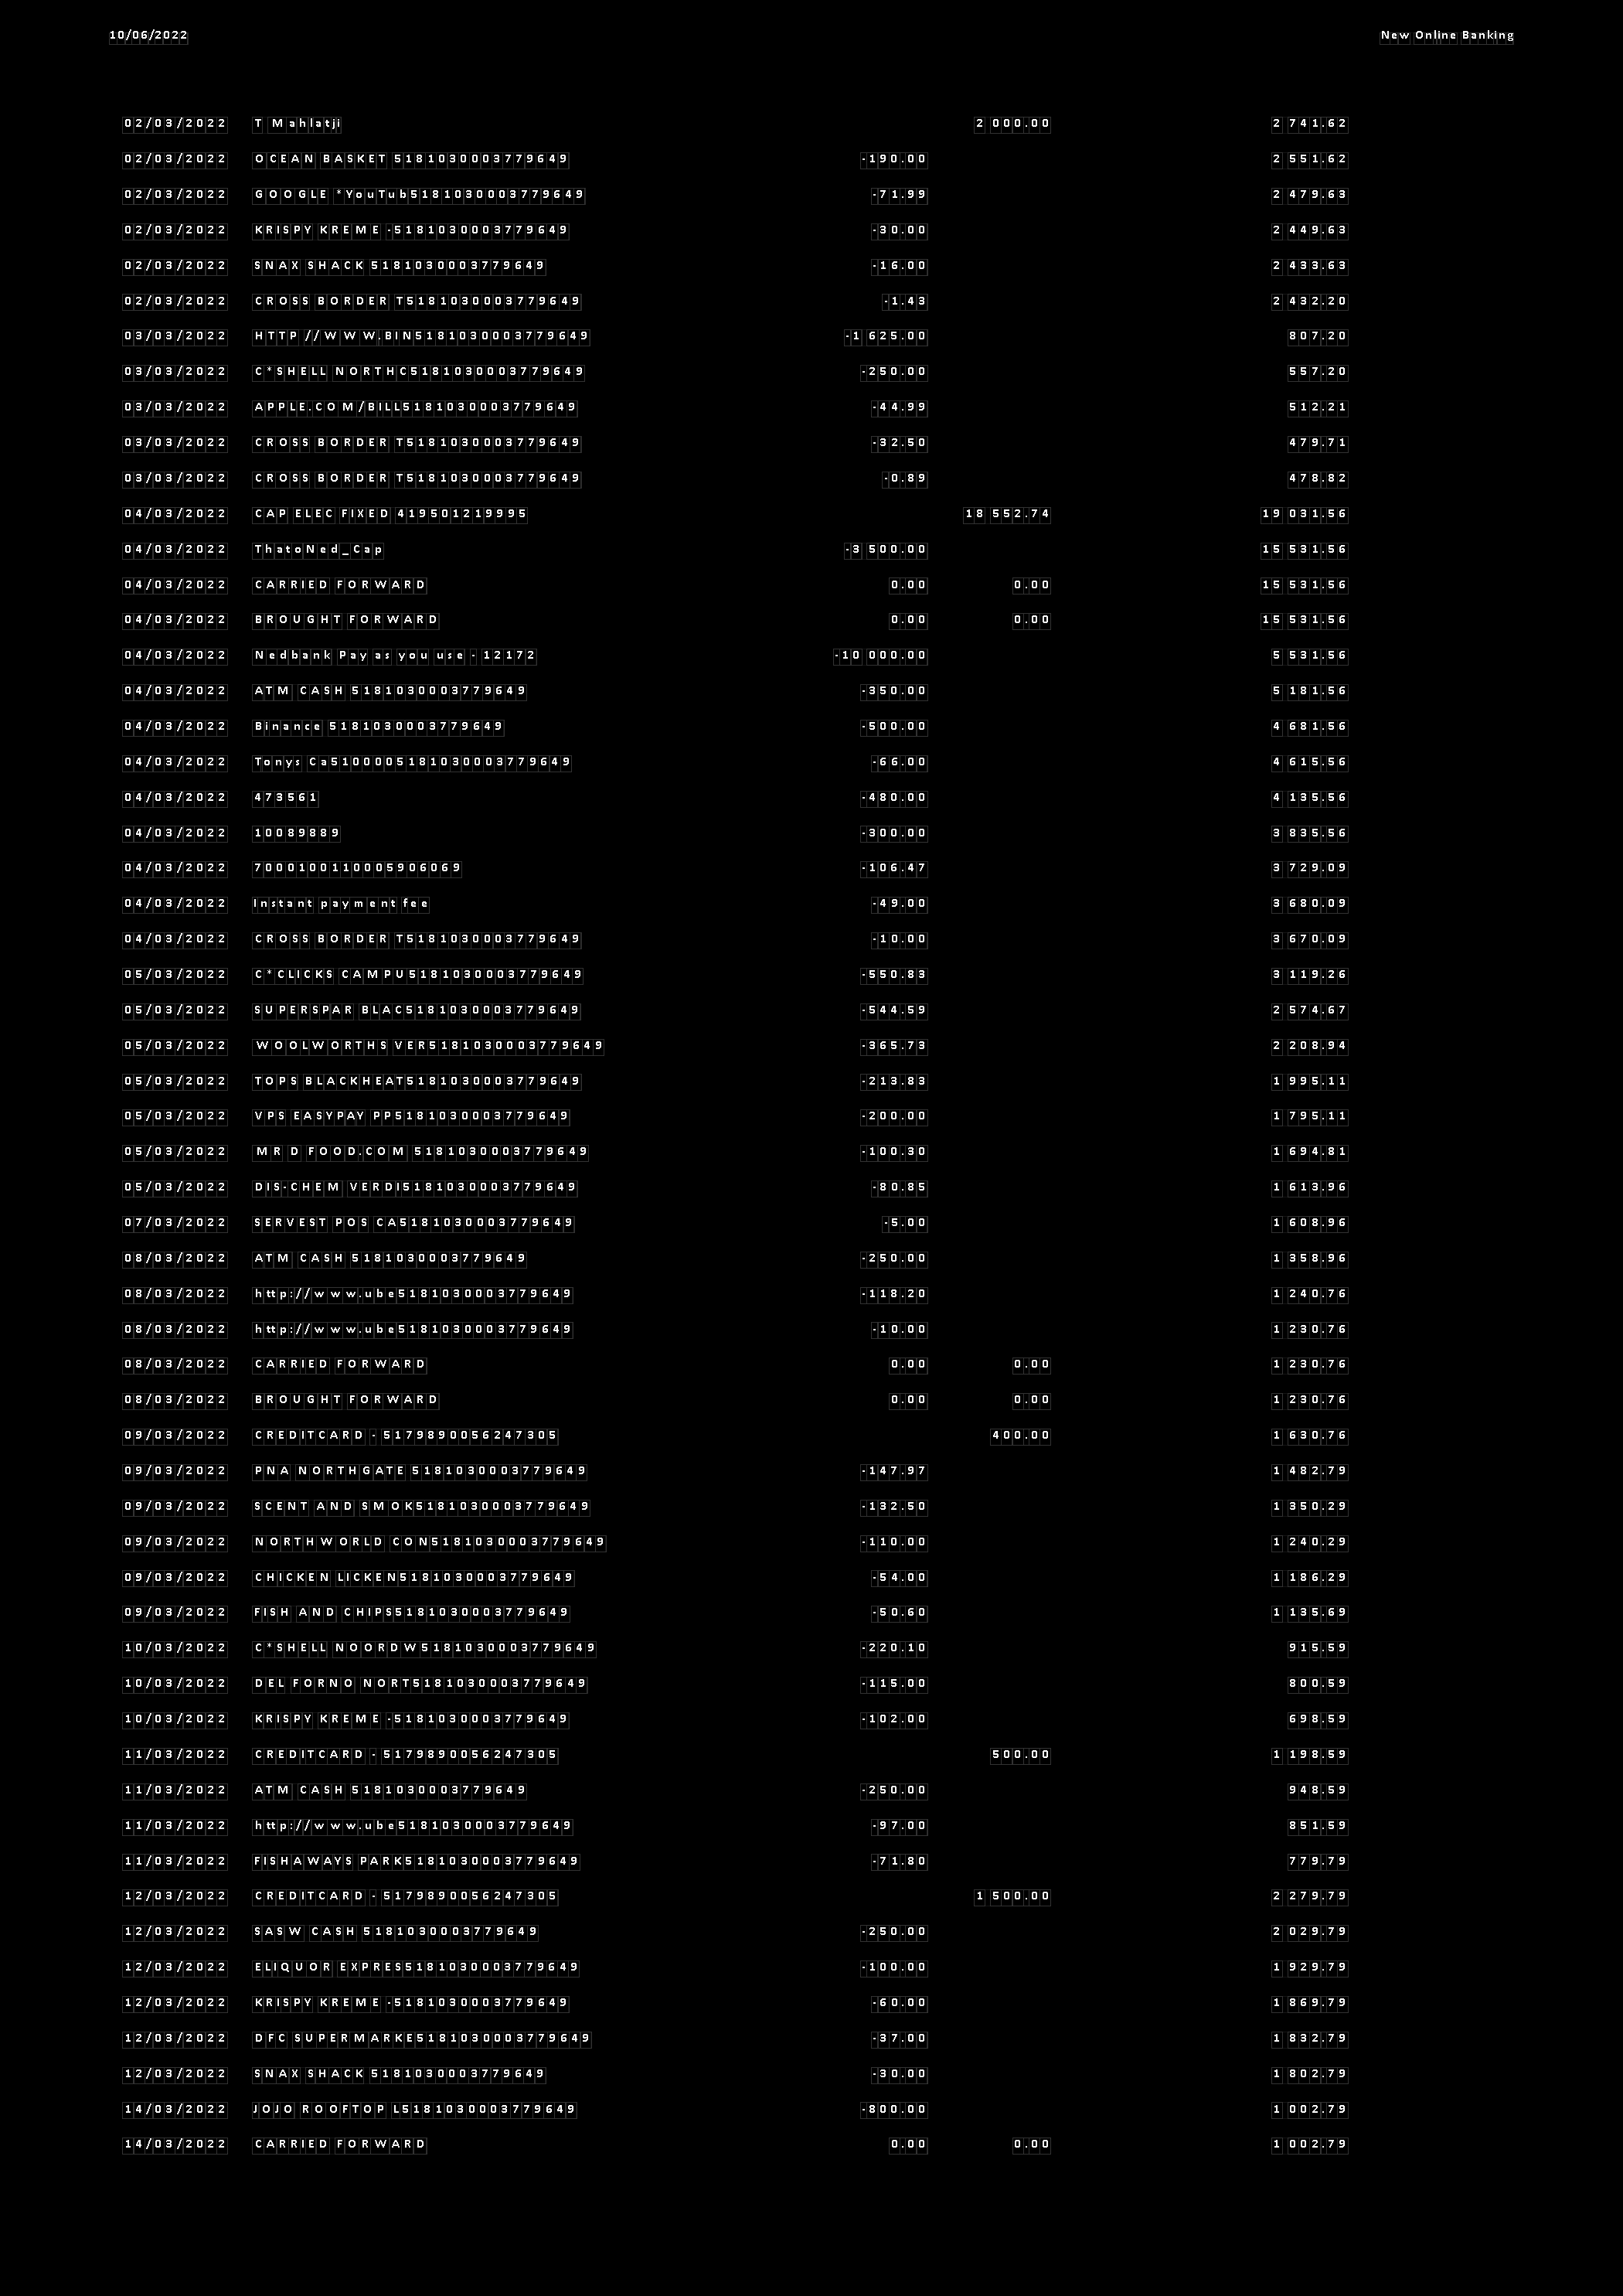 10/06/2022 New Online Banking
02/03/2022 T Mahlatji 2 000.00 2 741.62
02/03/2022 OCEAN BASKET 5181030003779649 -190.00 2 551.62
02/03/2022 GOOGLE *YouTub5181030003779649 -71.99 2 479.63
02/03/2022 KRISPY KREME -5181030003779649 -30.00 2 449.63
02/03/2022 SNAX SHACK 5181030003779649 -16.00 2 433.63
02/03/2022 CROSS BORDER T5181030003779649 -1.43 2 432.20
03/03/2022 HTTP //WWW.BIN5181030003779649 -1 625.00 807.20
03/03/2022 C*SHELL NORTHC5181030003779649 -250.00 557.20
03/03/2022 APPLE.COM/BILL5181030003779649 -44.99 512.21
03/03/2022 CROSS BORDER T5181030003779649 -32.50 479.71
03/03/2022 CROSS BORDER T5181030003779649 -0.89 478.82
04/03/2022 CAP ELEC FIXED 419501219995 18 552.74 19 031.56
04/03/2022 ThatoNed_Cap -3 500.00 15 531.56
04/03/2022 CARRIED FORWARD 0.00 0.00 15 531.56
04/03/2022 BROUGHT FORWARD 0.00 0.00 15 531.56
04/03/2022 Nedbank Pay as you use - 12172 -10 000.00 5 531.56
04/03/2022 ATM CASH 5181030003779649 -350.00 5 181.56
04/03/2022 Binance 5181030003779649 -500.00 4 681.56
04/03/2022 Tonys Ca5100005181030003779649 -66.00 4 615.56
04/03/2022 473561 -480.00 4 135.56
04/03/2022 10089889 -300.00 3 835.56
04/03/2022 7000100110005906069 -106.47 3 729.09
04/03/2022 Instant payment fee -49.00 3 680.09
04/03/2022 CROSS BORDER T5181030003779649 -10.00 3 670.09
05/03/2022 C*CLICKS CAMPU5181030003779649 -550.83 3 119.26
05/03/2022 SUPERSPAR BLAC5181030003779649 -544.59 2 574.67
05/03/2022 WOOLWORTHS VER5181030003779649 -365.73 2 208.94
05/03/2022 TOPS BLACKHEAT5181030003779649 -213.83 1 995.11
05/03/2022 VPS EASYPAY PP5181030003779649 -200.00 1 795.11
05/03/2022 MR D FOOD.COM 5181030003779649 -100.30 1 694.81
05/03/2022 DIS-CHEM VERDI5181030003779649 -80.85 1 613.96
07/03/2022 SERVEST POS CA5181030003779649 -5.00 1 608.96
08/03/2022 ATM CASH 5181030003779649 -250.00 1 358.96
08/03/2022 http://www.ube5181030003779649 -118.20 1 240.76
08/03/2022 http://www.ube5181030003779649 -10.00 1 230.76
08/03/2022 CARRIED FORWARD 0.00 0.00 1 230.76
08/03/2022 BROUGHT FORWARD 0.00 0.00 1 230.76
09/03/2022 CREDITCARD - 5179890056247305 400.00 1 630.76
09/03/2022 PNA NORTHGATE 5181030003779649 -147.97 1 482.79
09/03/2022 SCENT AND SMOK5181030003779649 -132.50 1 350.29
09/03/2022 NORTHWORLD CON5181030003779649 -110.00 1 240.29
09/03/2022 CHICKEN LICKEN5181030003779649 -54.00 1 186.29
09/03/2022 FISH AND CHIPS5181030003779649 -50.60 1 135.69
10/03/2022 C*SHELL NOORDW5181030003779649 -220.10 915.59
10/03/2022 DEL FORNO NORT5181030003779649 -115.00 800.59
10/03/2022 KRISPY KREME -5181030003779649 -102.00 698.59
11/03/2022 CREDITCARD - 5179890056247305 500.00 1 198.59
11/03/2022 ATM CASH 5181030003779649 -250.00 948.59
11/03/2022 http://www.ube5181030003779649 -97.00 851.59
11/03/2022 FISHAWAYS PARK5181030003779649 -71.80 779.79
12/03/2022 CREDITCARD - 5179890056247305 1 500.00 2 279.79
12/03/2022 SASW CASH 5181030003779649 -250.00 2 029.79
12/03/2022 ELIQUOR EXPRES5181030003779649 -100.00 1 929.79
12/03/2022 KRISPY KREME -5181030003779649 -60.00 1 869.79
12/03/2022 DFC SUPERMARKE5181030003779649 -37.00 1 832.79
12/03/2022 SNAX SHACK 5181030003779649 -30.00 1 802.79
14/03/2022 JOJO ROOFTOP L5181030003779649 -800.00 1 002.79
14/03/2022 CARRIED FORWARD 0.00 0.00 1 002.79